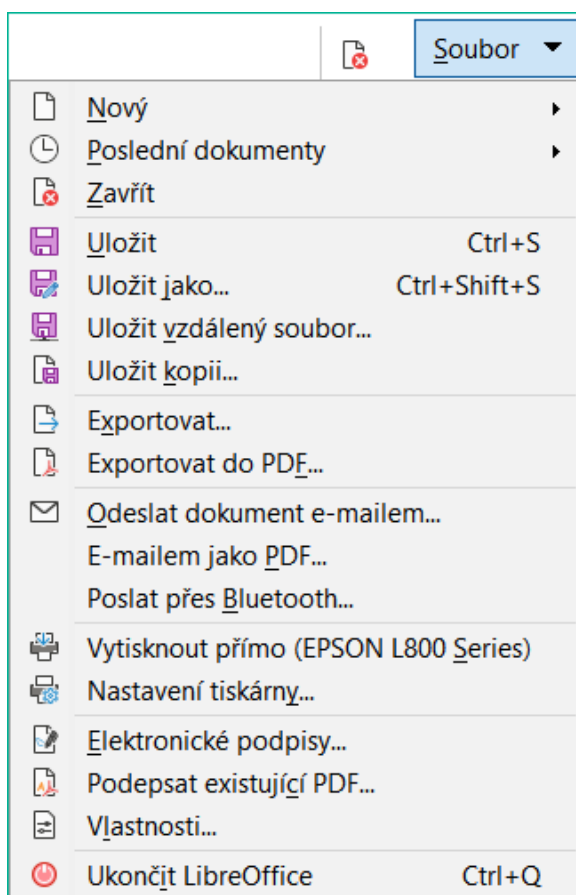 Soubor
Nový
Poslední dokumenty
Zavřít
Uložit Ctrl+S
Uložit jako... Ctrl+Shift+S
Uložit vzdálený soubor...
Uložit kopii...
Exportovat...
Exportovat do PDF...
Odeslat dokument e-mailem...
E-mailem jako PDF...
Poslat přes Bluetooth...
Vytisknout přímo (EPSON L800 Series)
Nastavení tiskárny...
Elektronické podpisy...
Podepsat existující PDF...
Vlastnosti...
Ukončit LibreOffice Ctrl+Q